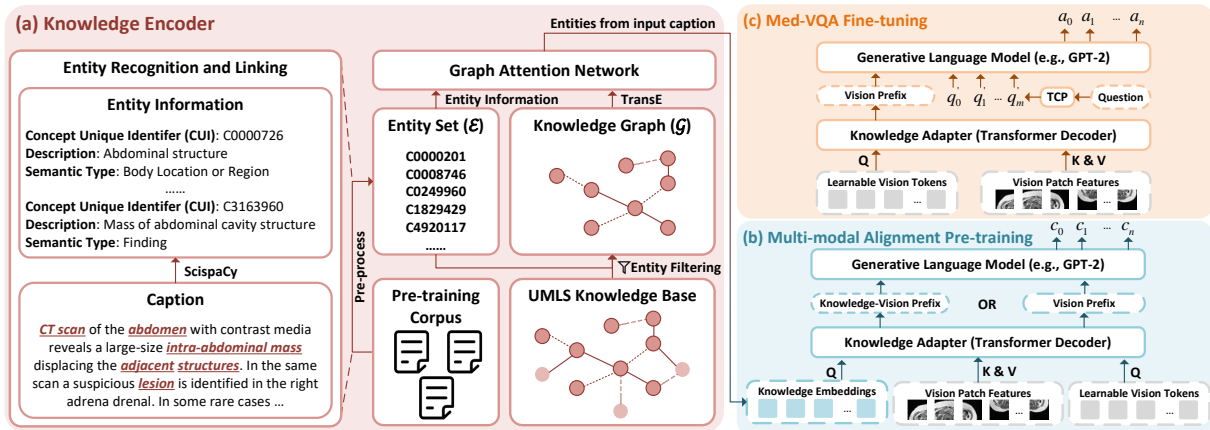 (a) Knowledge Encoder
Entities from input caption
Entity Recognition and Linking
Entity Information
Concept Unique Identifer (CUI): C0000726
Description: Abdominal structure
Semantic Type: Body Location or Region
......
Concept Unique Identifer (CUI): C3163960
Description: Mass of abdominal cavity structure
Semantic Type: Finding
ScispaCy
Caption
CT scan of the abdomen with contrast media
reveals a large-size intra-abdominal mass
displacing the adjacent structures. In the same
scan a suspicious lesion is identified in the right
adrena drenal. In some rare cases ...
Pre-process
Graph Attention Network
Entity Information
TransE
Entity Set (ℰ)
C0000201
C0008746
C0249960
C1829429
C4920117
......
Knowledge Graph (𝒢)
Entity Filtering
Pre-training
Corpus
UMLS Knowledge Base
(c) Med-VQA Fine-tuning
a0 a1 ... an
Generative Language Model (e.g., GPT-2)
Vision Prefix
q'0 q'1 ... q'm
TCP
Question
Knowledge Adapter (Transformer Decoder)
Q
K & V
Learnable Vision Tokens
...
Vision Patch Features
...
(b) Multi-modal Alignment Pre-training
c0 c1 ... cn
Generative Language Model (e.g., GPT-2)
Knowledge-Vision Prefix
OR
Vision Prefix
Knowledge Adapter (Transformer Decoder)
Q
K & V
Q
Knowledge Embeddings
...
Vision Patch Features
...
Learnable Vision Tokens
...